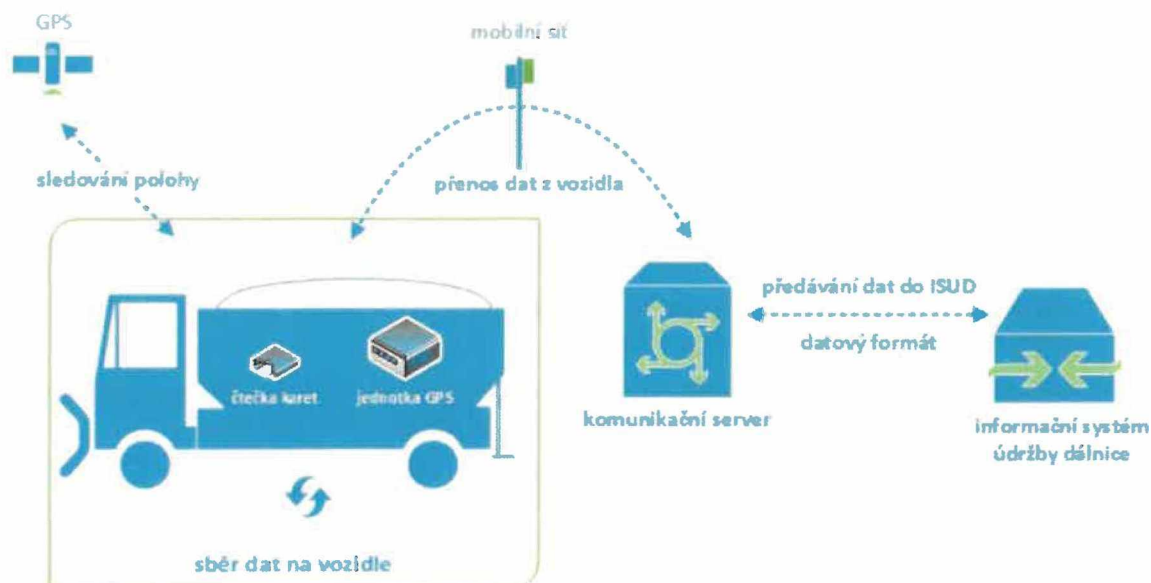 GPS
mobilní síť
sledování polohy
přenos dat z vozidla
předávání dat do ISUD
datový formát
čtečka karet
jednotka GPS
komunikační server
informační systém
údržby dálnice
sběr dat na vozidle